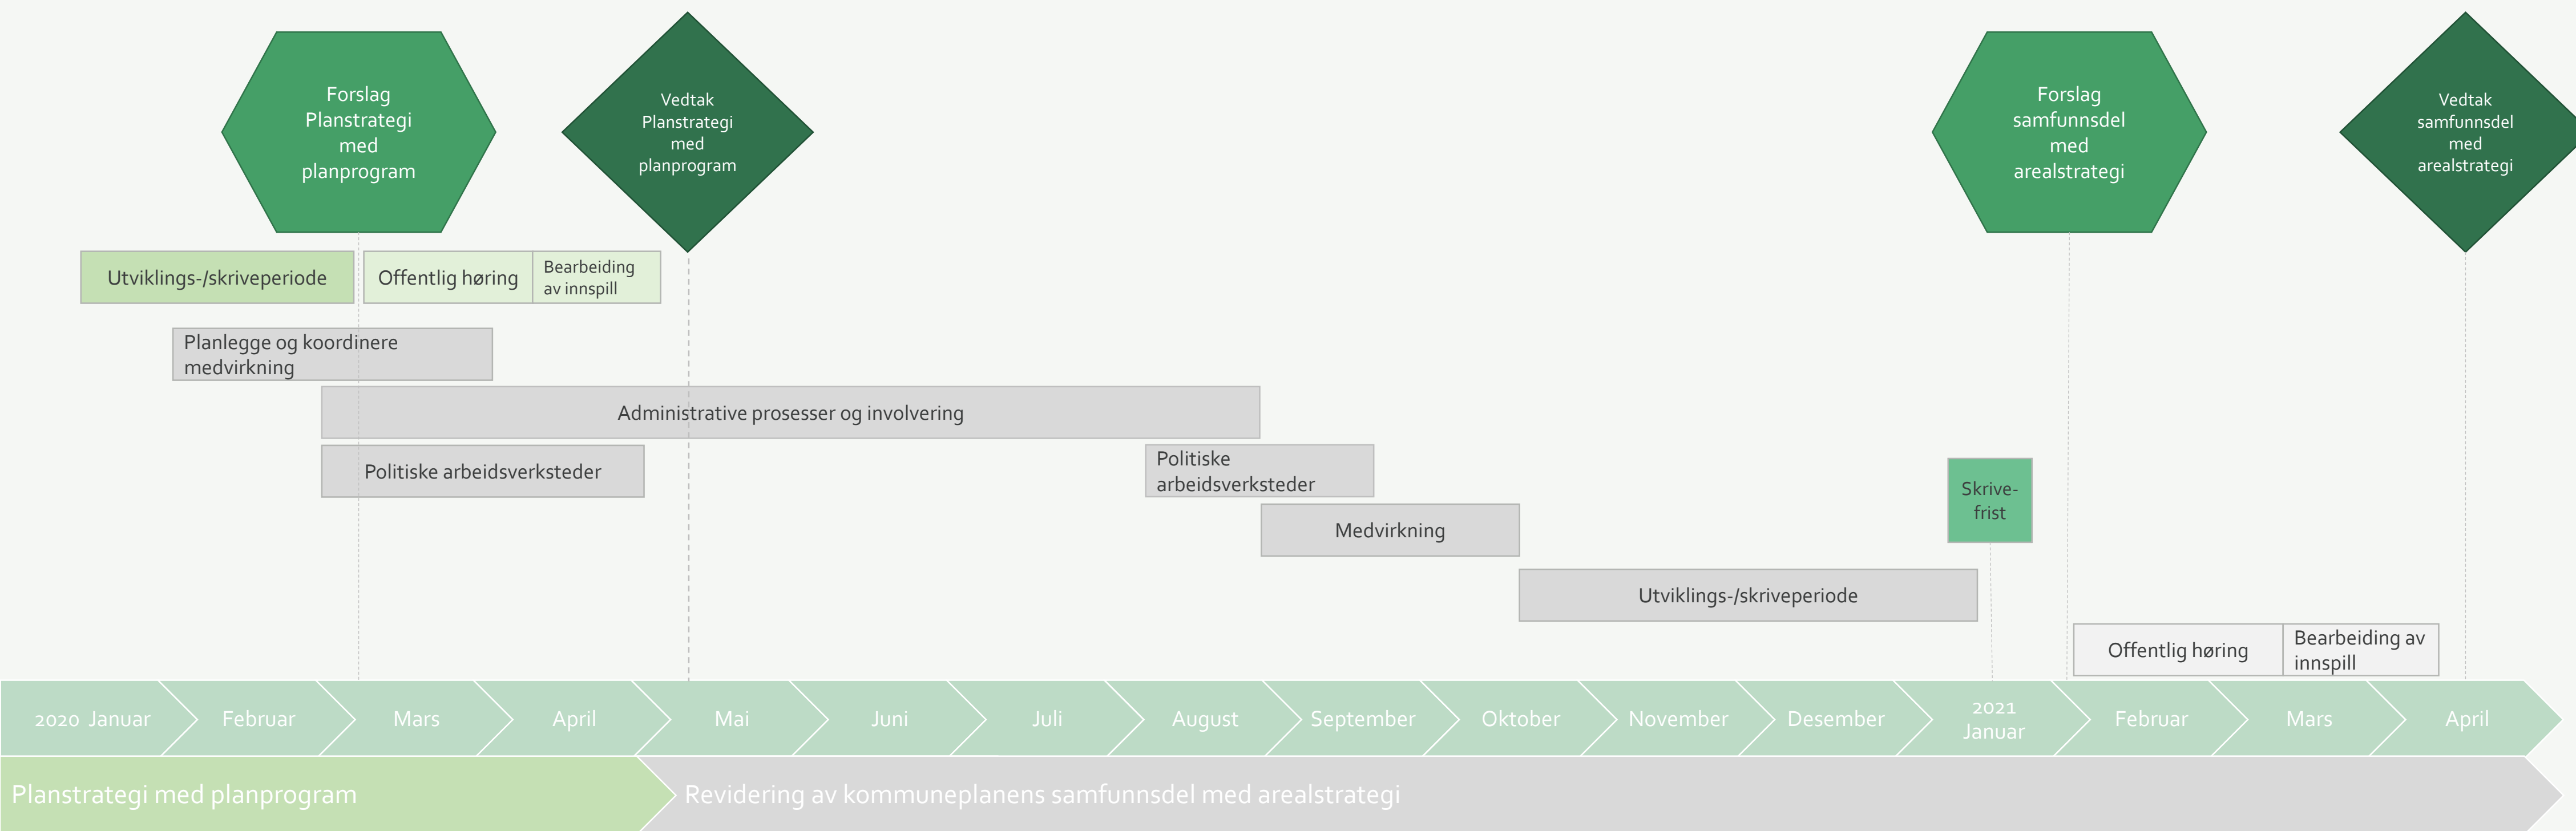 Forslag
Planstrategi
med
planprogram
Vedtak
Planstrategi
med
planprogram
Forslag
samfunnsdel
med
arealstrategi
Vedtak
samfunnsdel
med
arealstrategi
Utviklings-/skriveperiode
Offentlig høring
Bearbeiding
av innspill
Planlegge og koordinere
medvirkning
Administrative prosesser og involvering
Politiske arbeidsverksteder
Politiske
arbeidsverksteder
Skrive-
frist
Medvirkning
Utviklings-/skriveperiode
Offentlig høring
Bearbeiding av
innspill
2020 Januar
Februar
Mars
April
Mai
Juni
Juli
August
September
Oktober
November
Desember
2021
Januar
Februar
Mars
April
Planstrategi med planprogram
Revidering av kommuneplanens samfunnsdel med arealstrategi